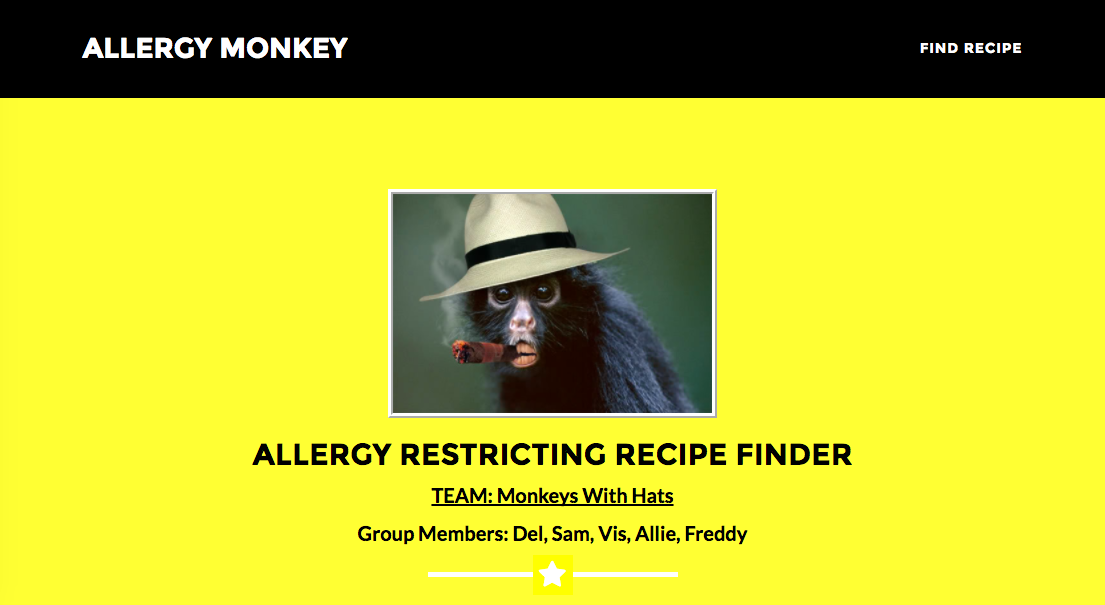 ALLERGY MONKEY
FIND RECIPE
ALLERGY RESTRICTING RECIPE FINDER
TEAM: Monkeys With Hats
Group Members: Del, Sam, Vis, Allie, Freddy